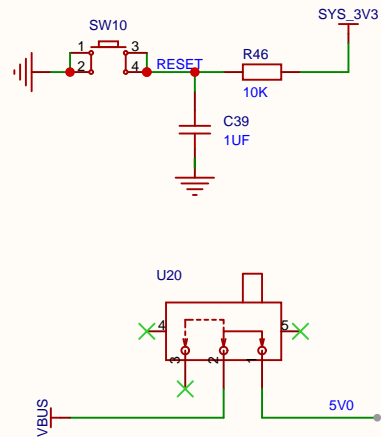 SYS_3V3
SW10
1 3
2 4
RESET
R46
10K
C39
1UF
U20
4 5
3 2 1
VBUS
5V0